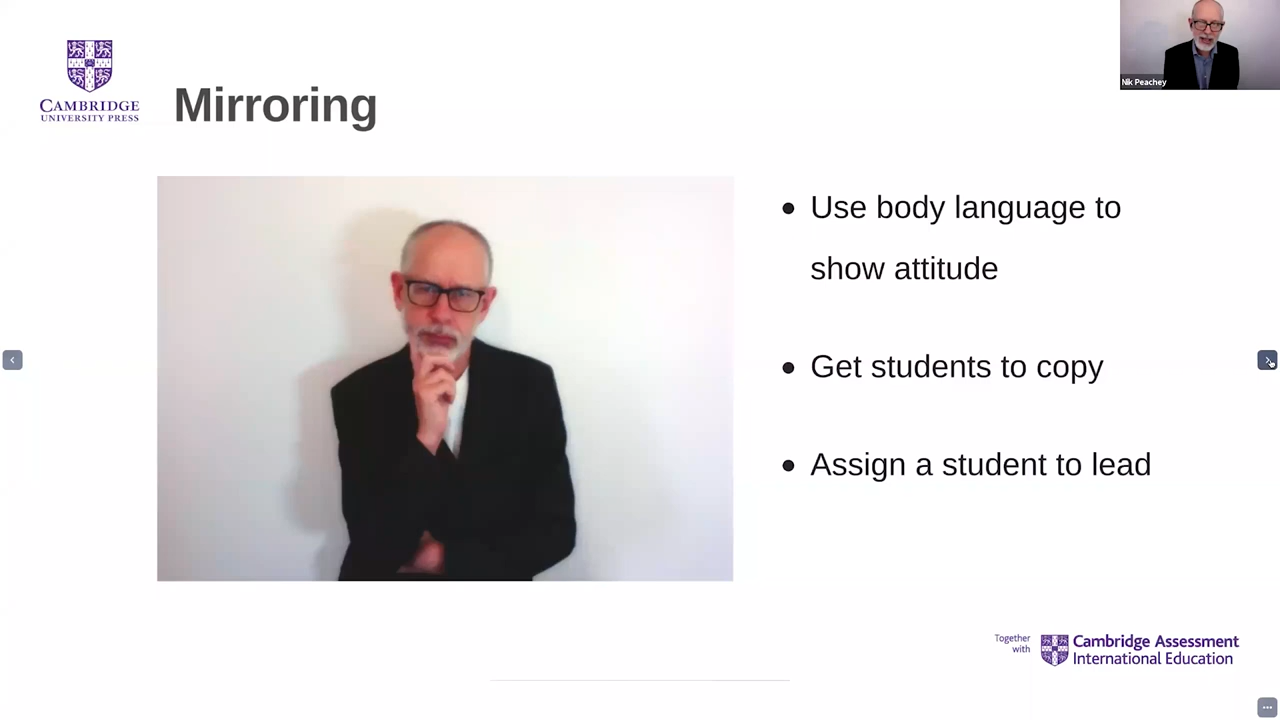 Nik Peachey
CAMBRIDGE
UNIVERSITY PRESS
Mirroring
• Use body language to
show attitude
• Get students to copy
• Assign a student to lead
Together
with
Cambridge Assessment
International Education